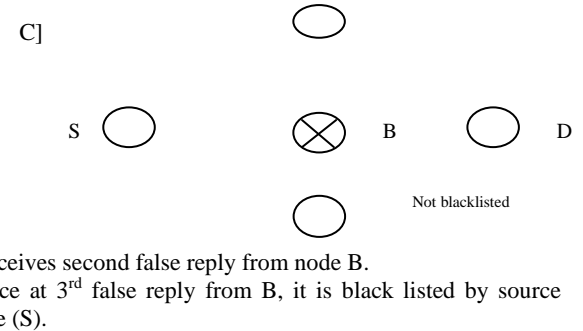 C]
S B D
Not blacklisted
ceives second false reply from node B.
ce at 3rd false reply from B, it is black listed by source
e (S).